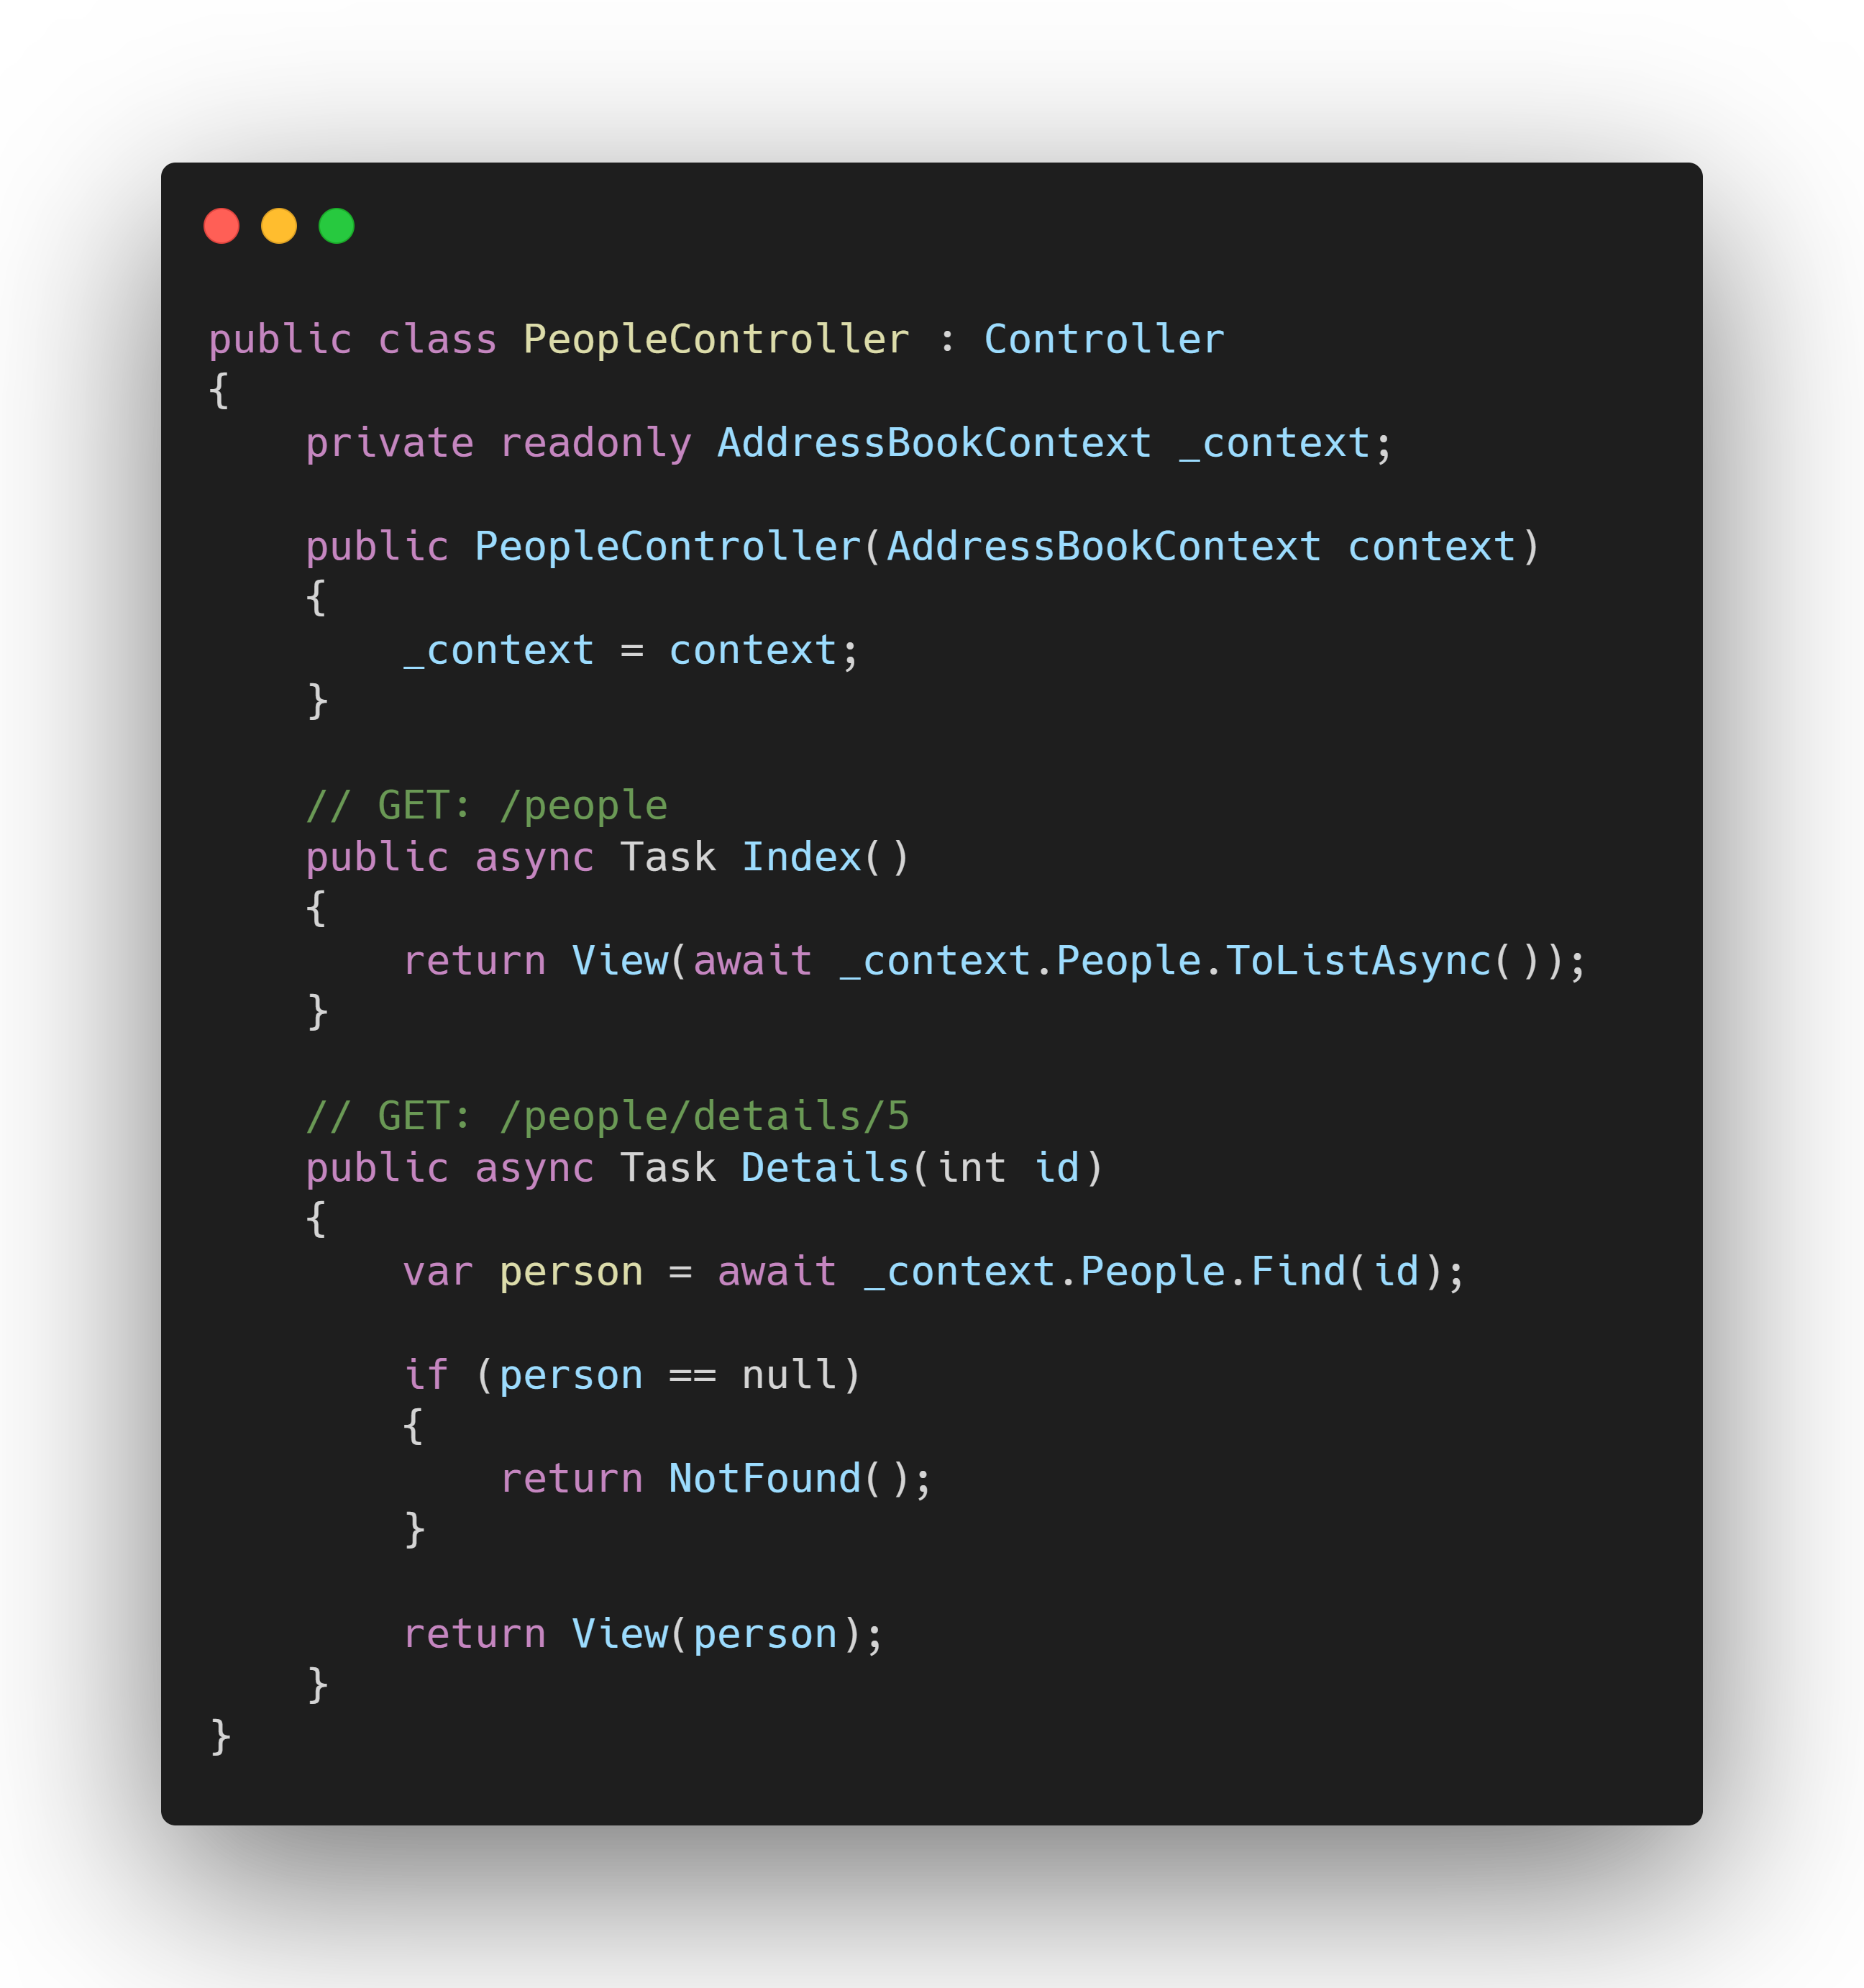 public class PeopleController : Controller
{
    private readonly AddressBookContext _context;

    public PeopleController(AddressBookContext context)
    {
        _context = context;
    }

    // GET: /people
    public async Task Index()
    {
        return View(await _context.People.ToListAsync());
    }

    // GET: /people/details/5
    public async Task Details(int id)
    {
        var person = await _context.People.Find(id);

        if (person == null)
        {
            return NotFound();
        }

        return View(person);
    }
}